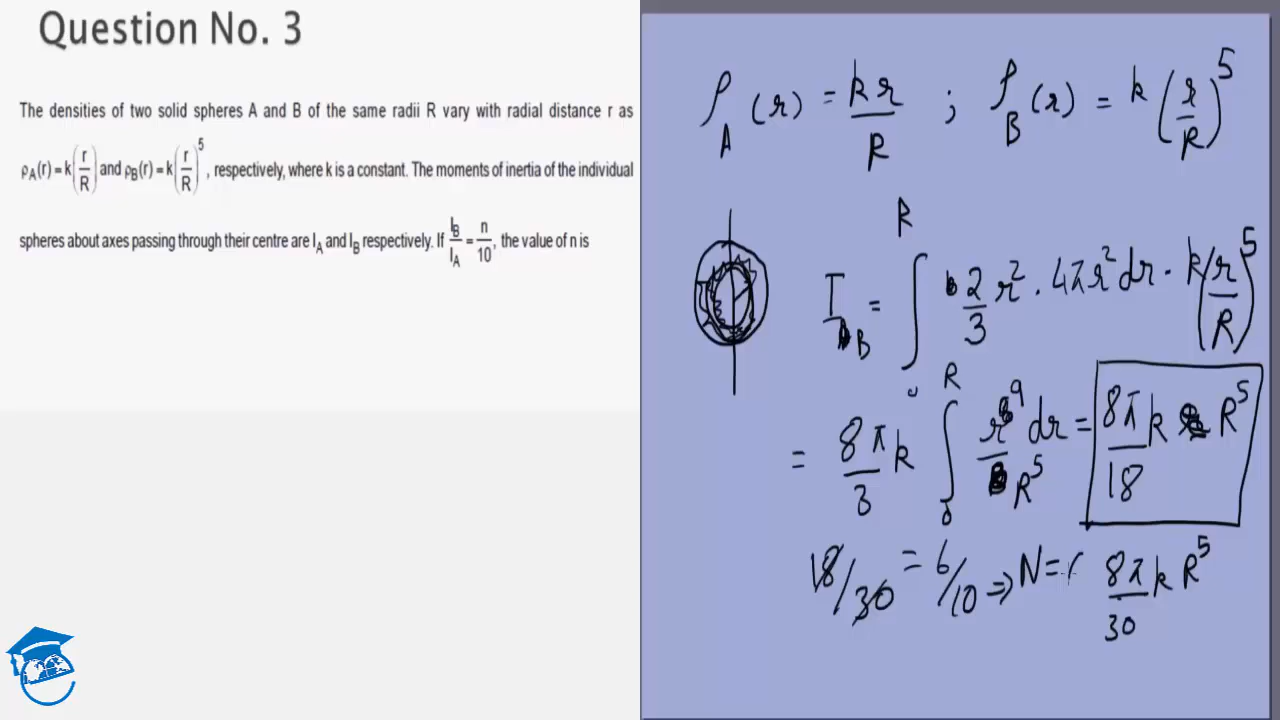 Question No. 3
The densities of two solid spheres A and B of the same radii R vary with radial distance r as
ρA(r) = k(r/R) and ρB(r) = k(r/R)^5, respectively, where k is a constant. The moments of inertia of the individual
spheres about axes passing through their centre are IA and IB respectively. If IB/IA = n/10, the value of n is
ρA(r) = kr/R ; ρB(r) = k(r/R)^5
IB = ∫0^R 2/3 r² · 4πr² dr · k(r/R)^5
= 8π/3 k ∫0^R r^9/R^5 dr = 8π/18 k R^5
18/30 = 6/10 ⇒ N =
8π/30 k R^5